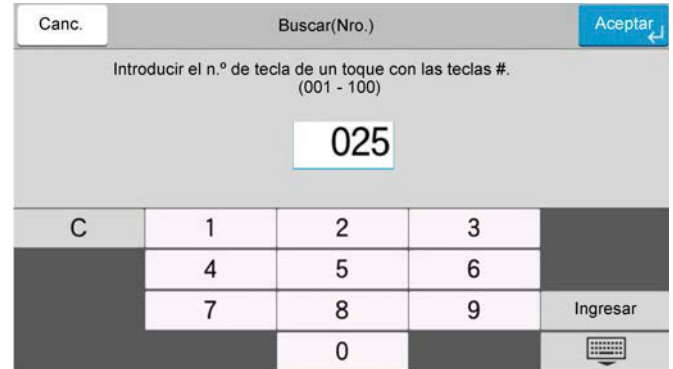 Canc.
Buscar(Nro.)
Aceptar
Introducir el n.º de tecla de un toque con las teclas #.
(001 - 100)
025
C 1 2 3
4 5 6
7 8 9 Ingresar
0